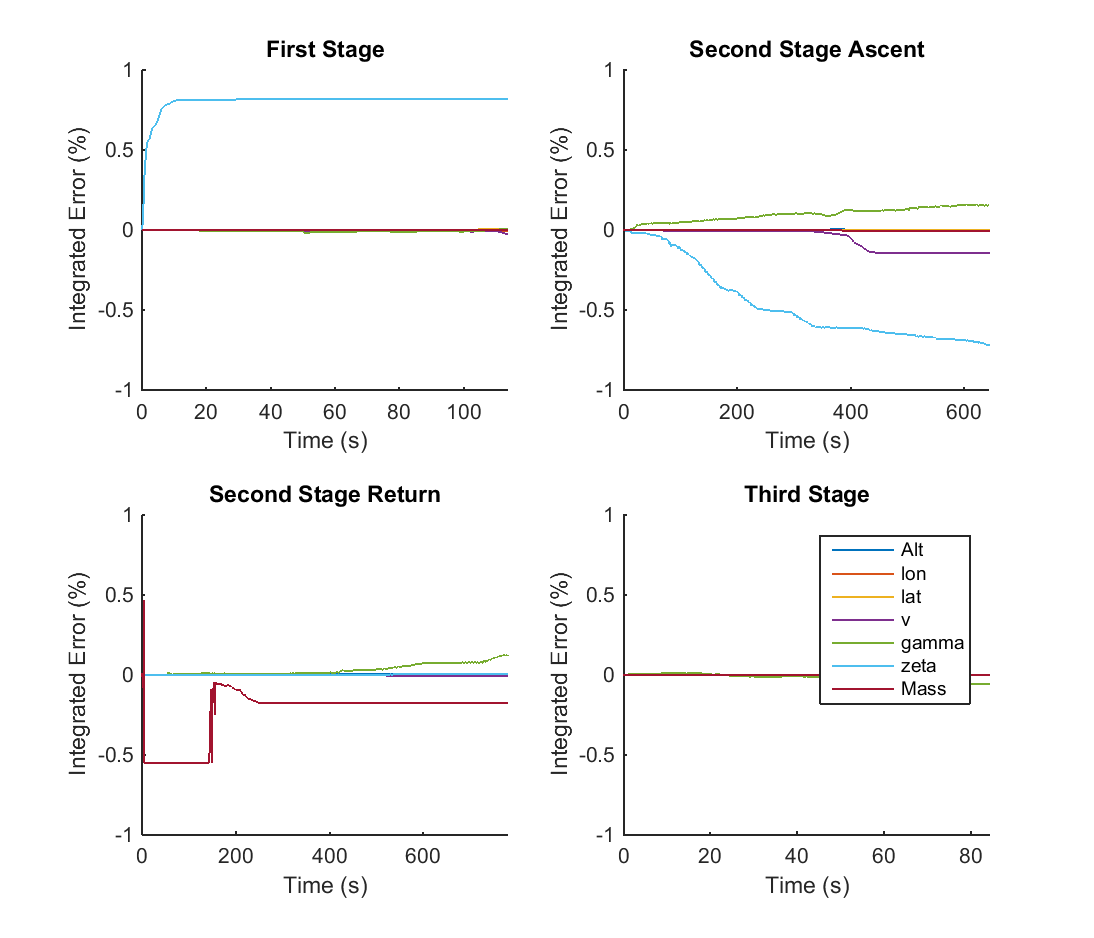 First Stage
1
0.5
0
-0.5
-1
Integrated Error (%)
0 20 40 60 80 100
Time (s)
Second Stage Ascent
1
0.5
0
-0.5
-1
Integrated Error (%)
0 200 400 600
Time (s)
Second Stage Return
1
0.5
0
-0.5
-1
Integrated Error (%)
0 200 400 600
Time (s)
Third Stage
1
0.5
0
-0.5
-1
Integrated Error (%)
0 20 40 60 80
Time (s)
Alt
lon
lat
v
gamma
zeta
Mass